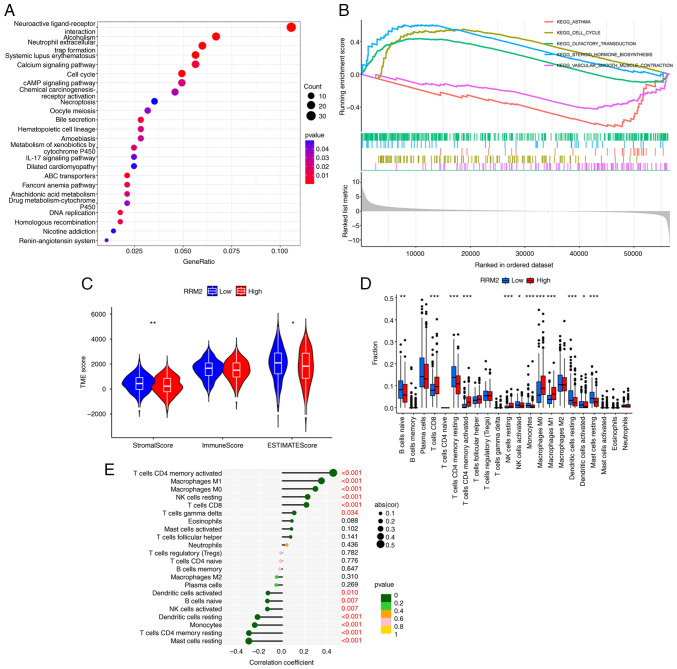 A
Neuroactive ligand-receptor
interaction
Alcoholism
Neutrophil extracellular
trap formation
Systemic lupus erythematosus
Calcium signaling pathway
Cell cycle
cAMP signaling pathway
Chemical carcinogenesis-
receptor activation
Necroptosis
Oocyte meiosis
Bile secretion
Hematopoietic cell lineage
Amoebiasis
Metabolism of xenobiotics by
cytochrome P450
IL-17 signaling pathway
Dilated cardiomyopathy
ABC transporters
Fanconi anemia pathway
Arachidonic acid metabolism
Drug metabolism-cytochrome
P450
DNA replication
Homologous recombination
Nicotine addiction
Renin-angiotensin system
0.025 0.050 0.075 0.100
GeneRatio
Count
10
20
30
pvalue
0.04
0.03
0.02
0.01
B
Running enrichment score
0.4
0.0
−0.4
KEGG_ASTHMA
KEGG_CELL_CYCLE
KEGG_OLFACTORY_TRANSDUCTION
KEGG_STEROID_HORMONE_BIOSYNTHESIS
KEGG_VASCULAR_SMOOTH_MUSCLE_CONTRACTION
Ranked list metric
10
5
0
−5
−10
10000 20000 30000 40000 50000
Ranked in ordered dataset
C
RRM2 Low High
TME score
6000
4000
2000
0
−2000
** *
StromalScore ImmuneScore ESTIMATEScore
D
RRM2 Low High
Fraction
0.5
0.4
0.3
0.2
0.1
0.0
** *** *** *** *** * *** *** *** *** *** * ***
B cells naive
B cells memory
Plasma cells
T cells CD8
T cells CD4 naive
T cells CD4 memory resting
T cells CD4 memory activated
T cells follicular helper
T cells regulatory (Tregs)
T cells gamma delta
NK cells resting
NK cells activated
Monocytes
Macrophages M0
Macrophages M1
Macrophages M2
Dendritic cells resting
Dendritic cells activated
Mast cells resting
Mast cells activated
Eosinophils
Neutrophils
E
T cells CD4 memory activated <0.001
Macrophages M1 <0.001
Macrophages M0 <0.001
NK cells resting <0.001
T cells CD8 <0.001
T cells gamma delta 0.034
Eosinophils 0.088
Mast cells activated 0.102
T cells follicular helper 0.141
Neutrophils 0.436
T cells regulatory (Tregs) 0.782
T cells CD4 naive 0.776
B cells memory 0.647
Macrophages M2 0.310
Plasma cells 0.269
Dendritic cells activated 0.010
B cells naive 0.007
NK cells activated 0.007
Dendritic cells resting <0.001
Monocytes <0.001
T cells CD4 memory resting <0.001
Mast cells resting <0.001
−0.4 −0.2 0.0 0.2 0.4
Correlation coefficient
abs(cor)
0.1
0.2
0.3
0.4
0.5
pvalue
0
0.2
0.4
0.6
0.8
1